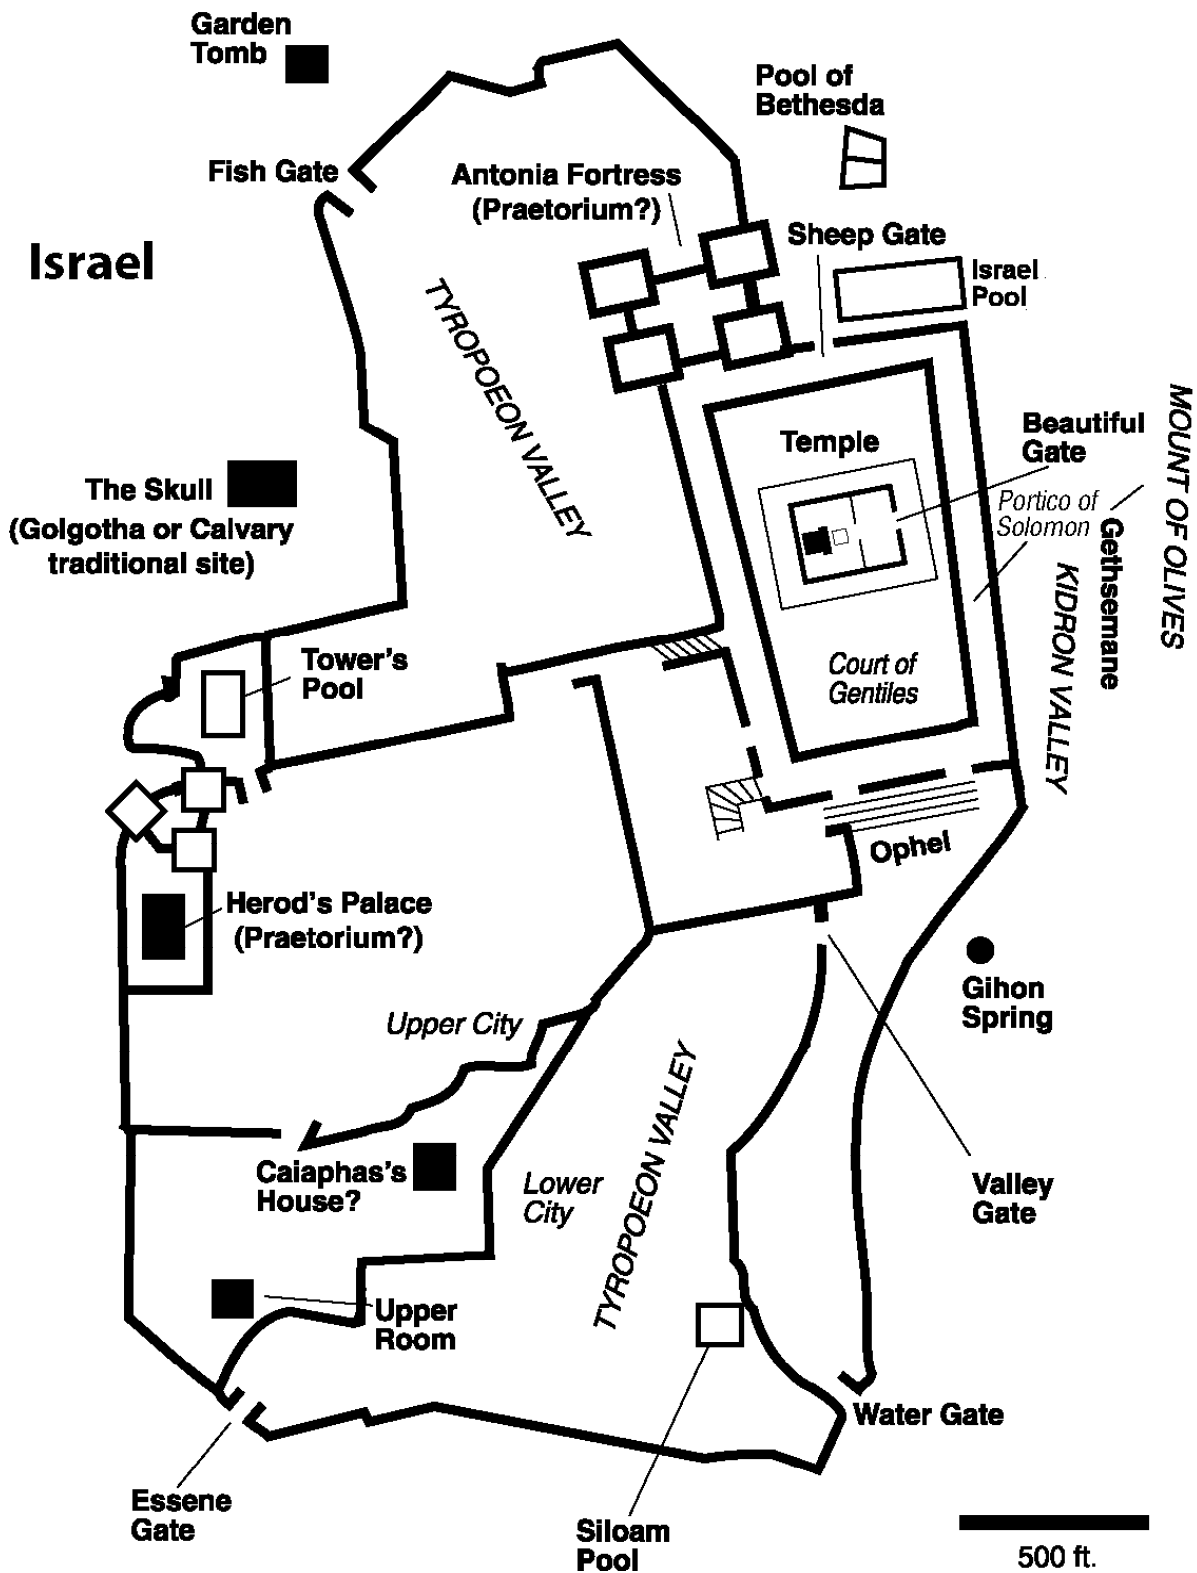 Garden
Tomb
Pool of
Bethesda
Fish Gate
Antonia Fortress
(Praetorium?)
Sheep Gate
Israel
Israel
Pool
TYROPOEON VALLEY
MOUNT OF OLIVES
Beautiful
Gate
Temple
The Skull
(Golgotha or Calvary
traditional site)
Portico of
Solomon
Gethsemane
KIDRON VALLEY
Tower's
Pool
Court of
Gentiles
Ophel
Herod's Palace
(Praetorium?)
Gihon
Spring
Upper City
TYROPOEON VALLEY
Caiaphas's
House?
Lower
City
Valley
Gate
Upper
Room
Water Gate
Essene
Gate
Siloam
Pool
500 ft.